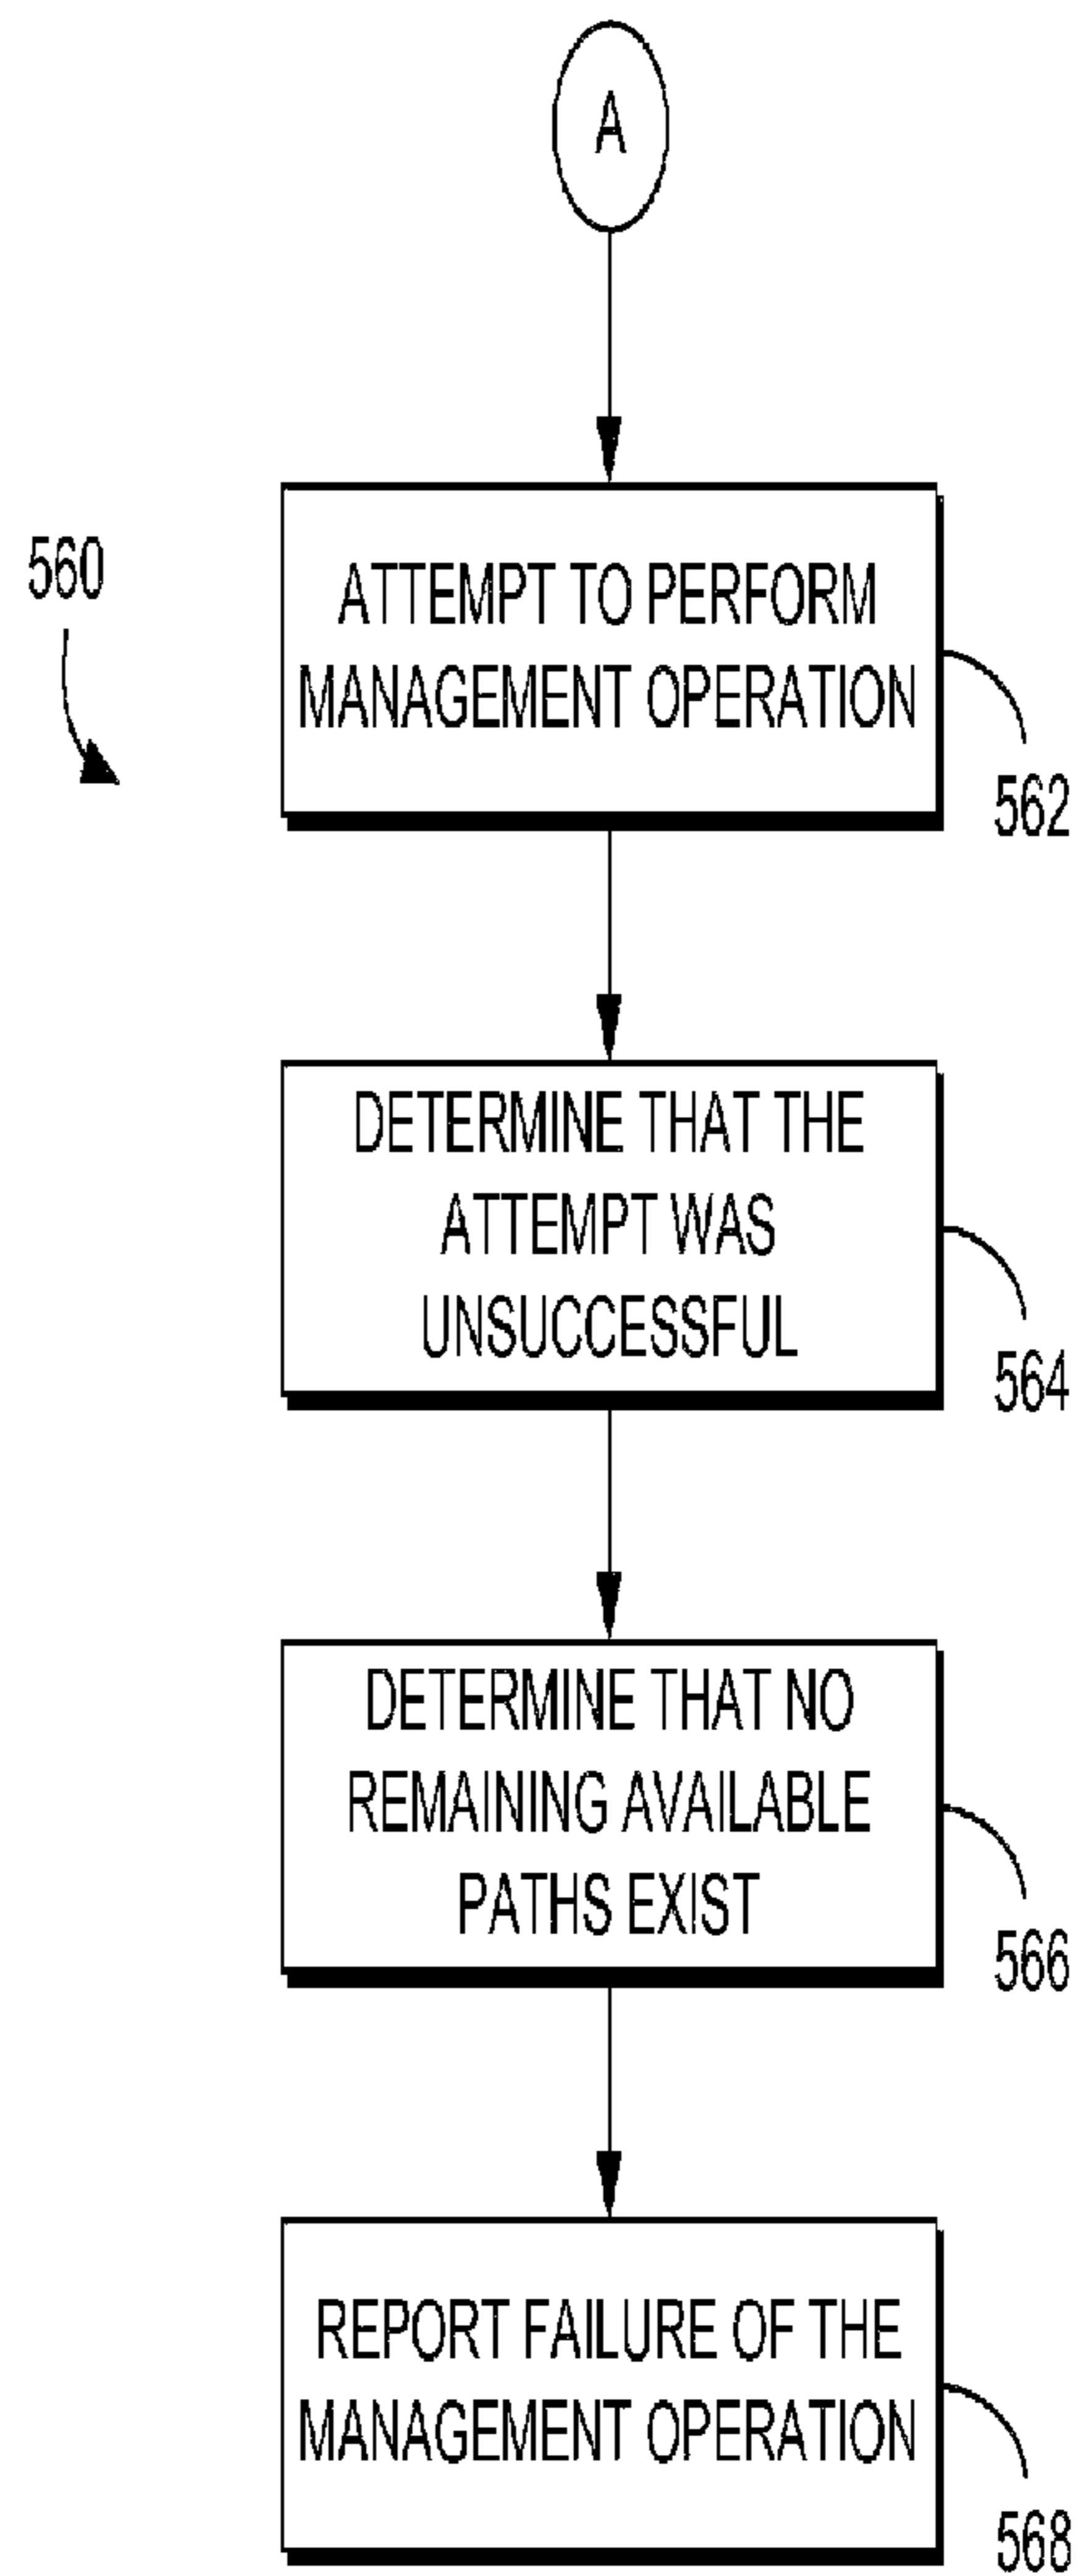 A
560
ATTEMPT TO PERFORM
MANAGEMENT OPERATION
562
DETERMINE THAT THE
ATTEMPT WAS
UNSUCCESSFUL
564
DETERMINE THAT NO
REMAINING AVAILABLE
PATHS EXIST
566
REPORT FAILURE OF THE
MANAGEMENT OPERATION
568